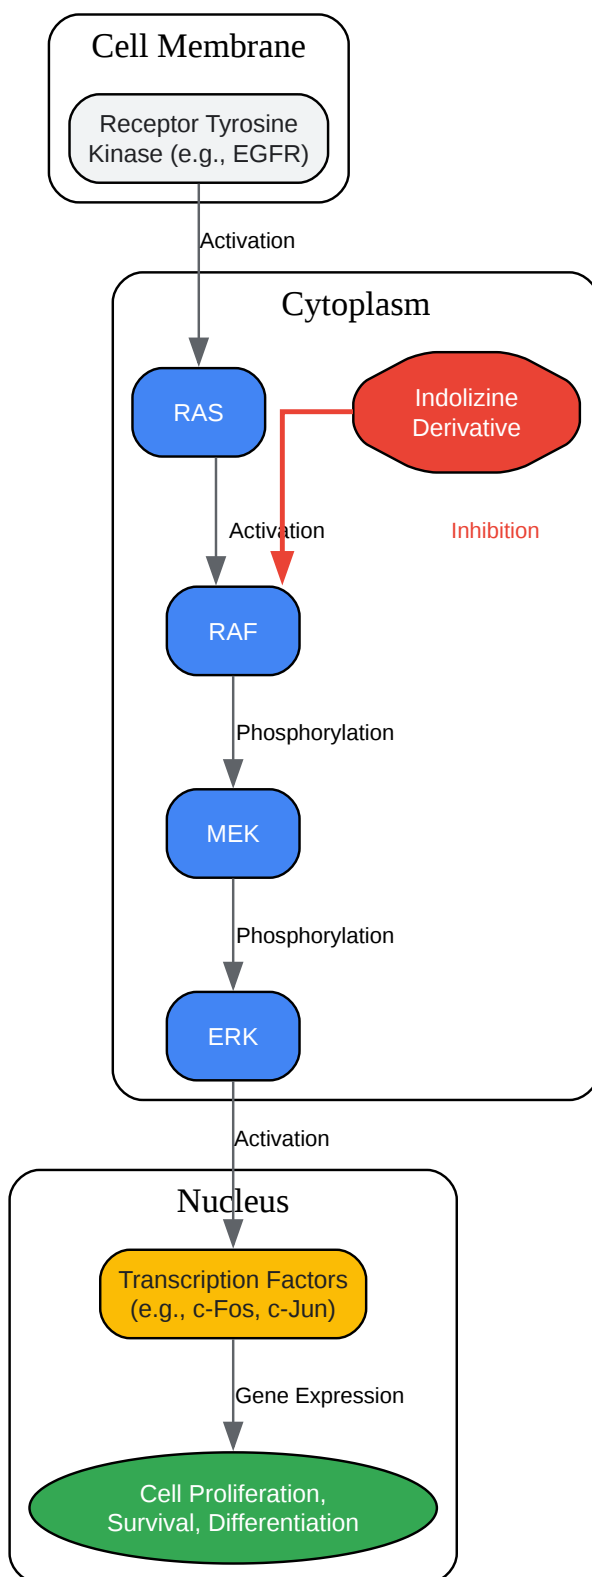 Cell Membrane
Receptor Tyrosine
Kinase (e.g., EGFR)
Activation
Cytoplasm
RAS
Indolizine
Derivative
Activation
Inhibition
RAF
Phosphorylation
MEK
Phosphorylation
ERK
Activation
Nucleus
Transcription Factors
(e.g., c-Fos, c-Jun)
Gene Expression
Cell Proliferation,
Survival, Differentiation